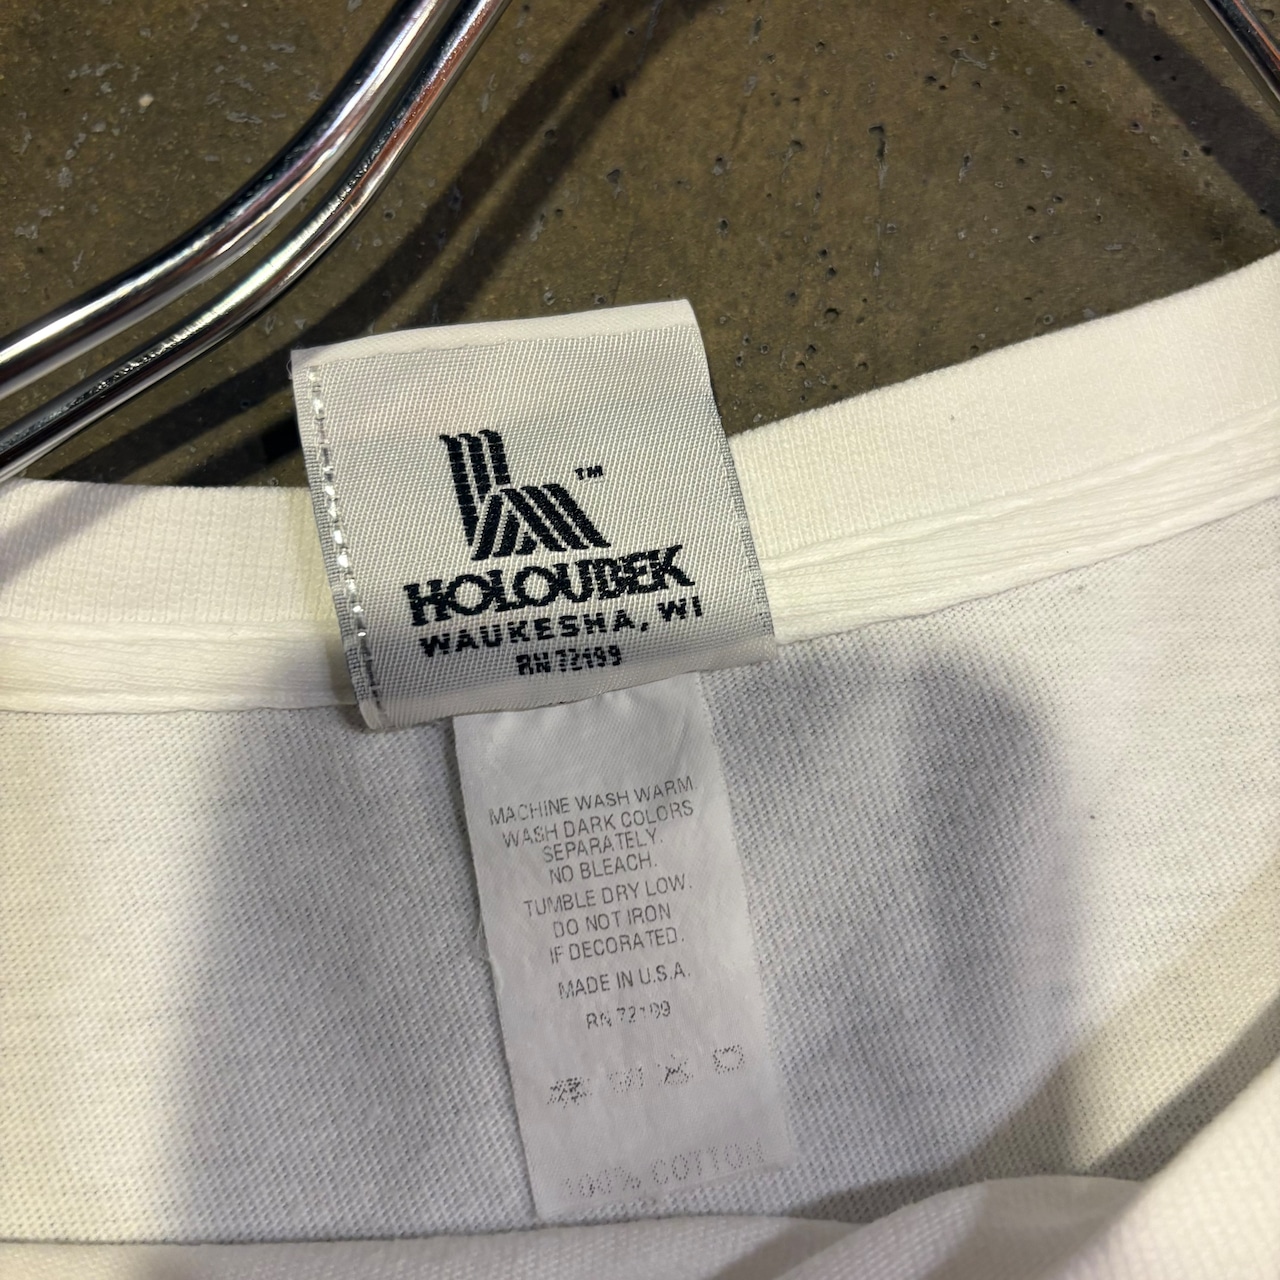 TM
HOLOUDEK
WAUKESHA, WI
RN 72199
MACHINE WASH WARM
WASH DARK COLORS
SEPARATELY.
NO BLEACH.
TUMBLE DRY LOW.
DO NOT IRON
IF DECORATED.
MADE IN U.S.A.
RN 72199
100% COTTON